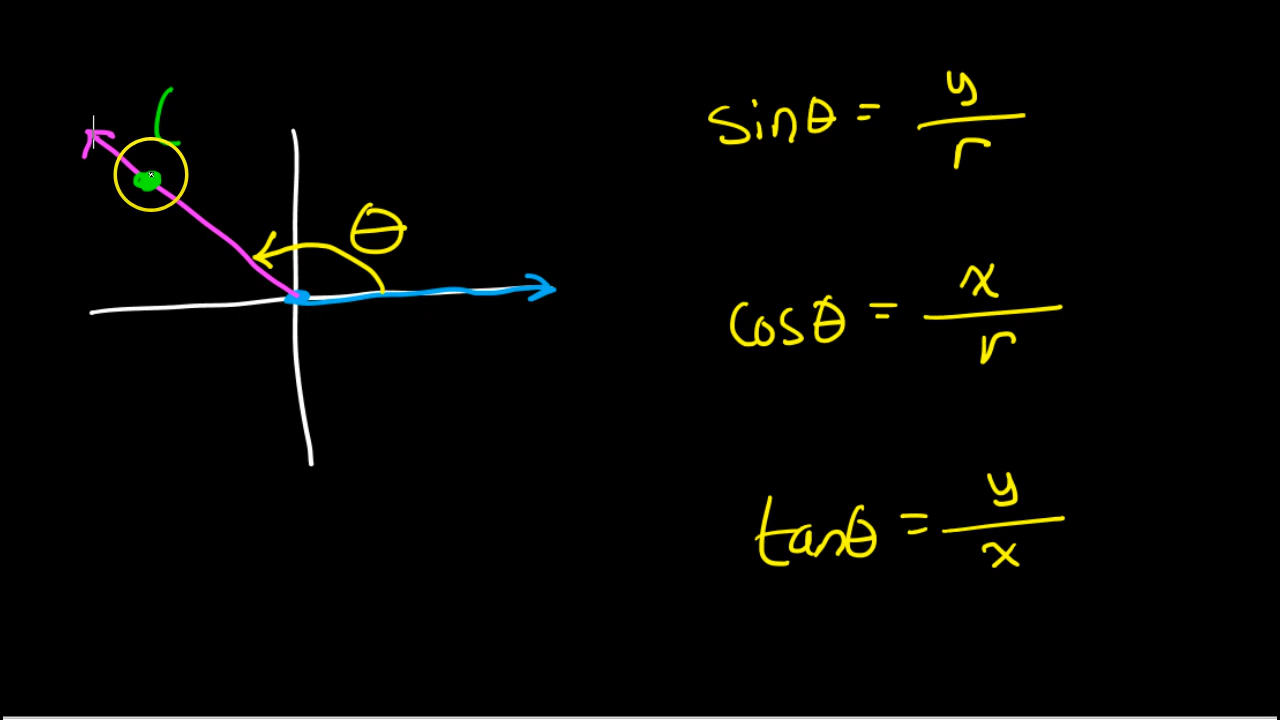 (
θ
sinθ = y/r
cosθ = x/r
tanθ = y/x